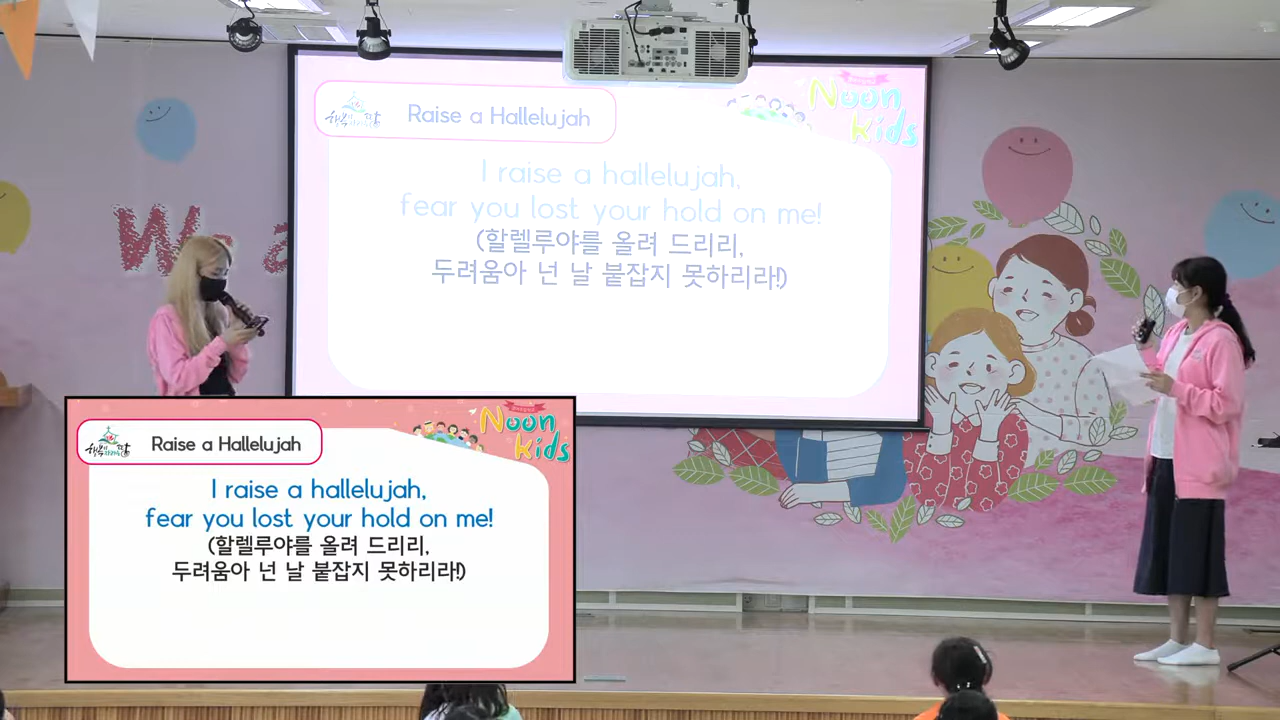 Noon
Kids
Raise a Hallelujah
I raise a hallelujah,
fear you lost your hold on me!
(할렐루야를 올려 드리리,
두려움아 넌 날 붙잡지 못하리라!)
Noon
Kids
Raise a Hallelujah
I raise a hallelujah,
fear you lost your hold on me!
(할렐루야를 올려 드리리,
두려움아 넌 날 붙잡지 못하리라!)